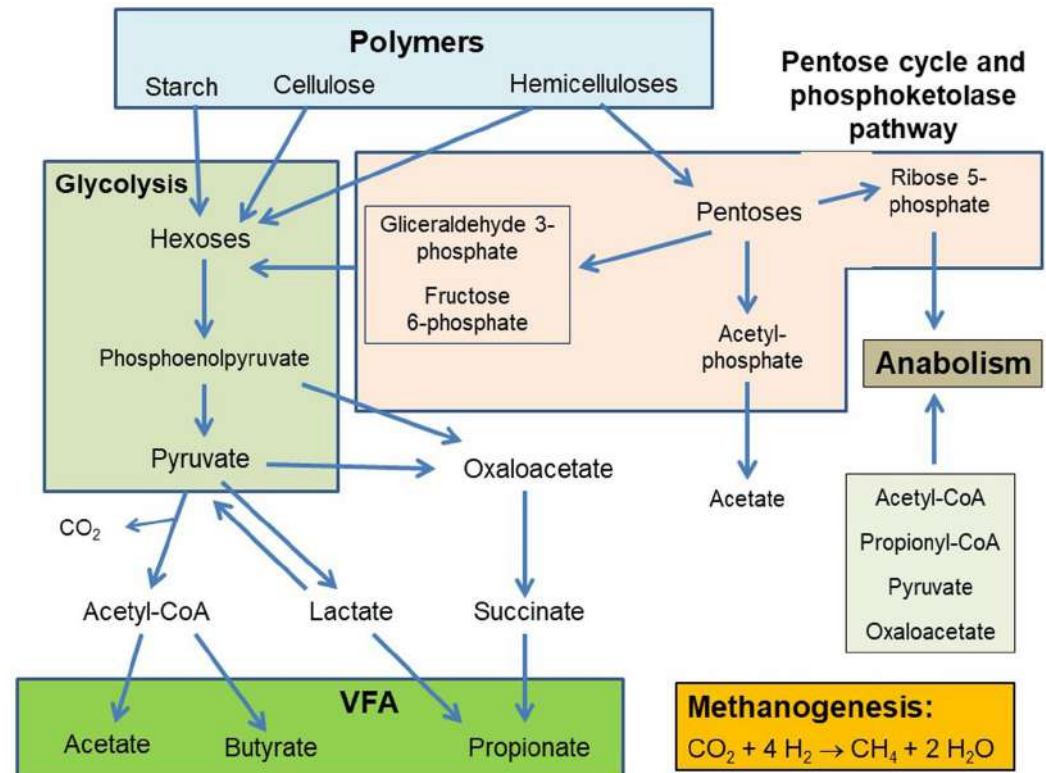 Polymers
Starch
Cellulose
Hemicelluloses
Pentose cycle and
phosphoketolase
pathway
Glycolysis
Hexoses
Gliceraldehyde 3-
phosphate
Fructose
6-phosphate
Pentoses
Ribose 5-
phosphate
Phosphoenolpyruvate
Acetyl-
phosphate
Anabolism
Pyruvate
Oxaloacetate
Acetate
CO₂
Acetyl-CoA
Propionyl-CoA
Pyruvate
Oxaloacetate
Acetyl-CoA
Lactate
Succinate
VFA
Acetate
Butyrate
Propionate
Methanogenesis:
CO₂ + 4 H₂ → CH₄ + 2 H₂O